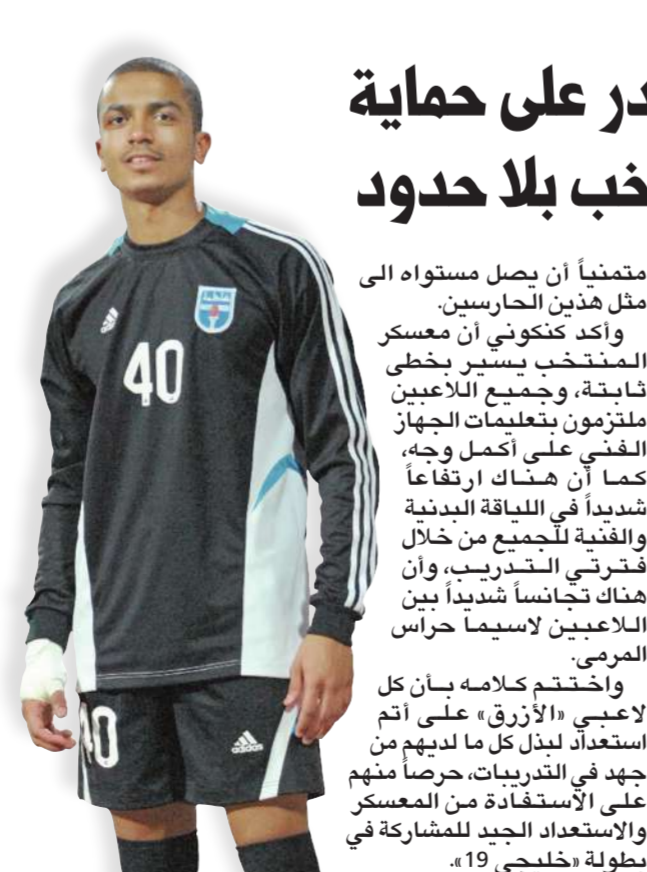 در على حماية
خب بلا حدود
متمنياً أن يصل مستواه الى
مثل هذين الحارسين.
وأكد كنكوني أن معسكر
المنتخب يسير بخطى
ثابتة، وجميع اللاعبين
ملتزمون بتعليمات الجهاز
الفني على أكمل وجه،
كما أن هناك ارتفاعاً
شديداً في اللياقة البدنية
والفنية للجميع من خلال
فترتي التدريب، وأن
هناك تجانساً شديداً بين
اللاعبين لاسيما حراس
المرمى.
واختتم كلامه بأن كل
لاعبي «الأزرق» على أتم
استعداد لبذل كل ما لديهم من
جهد في التدريبات، حرصاً منهم
على الاستفادة من المعسكر
والاستعداد الجيد للمشاركة في
بطولة «خليجي 19».
40
40
adidas